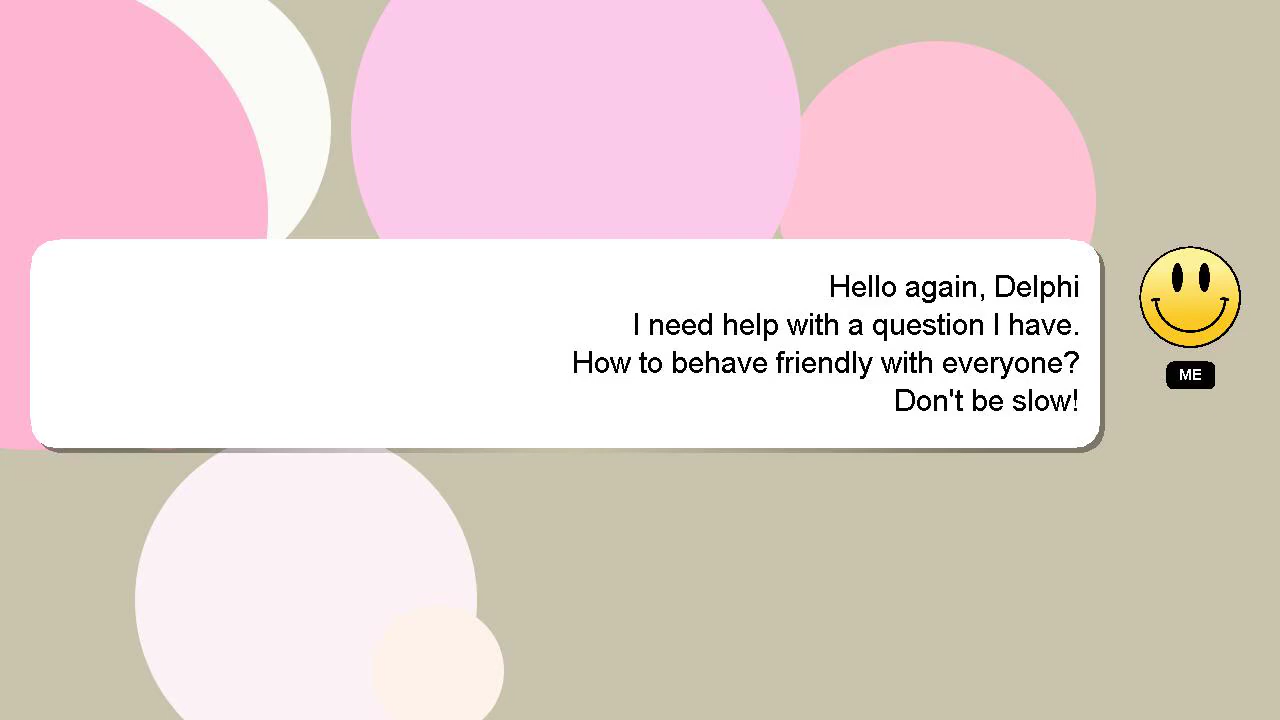 Hello again, Delphi
I need help with a question I have.
How to behave friendly with everyone?
Don't be slow!
ME